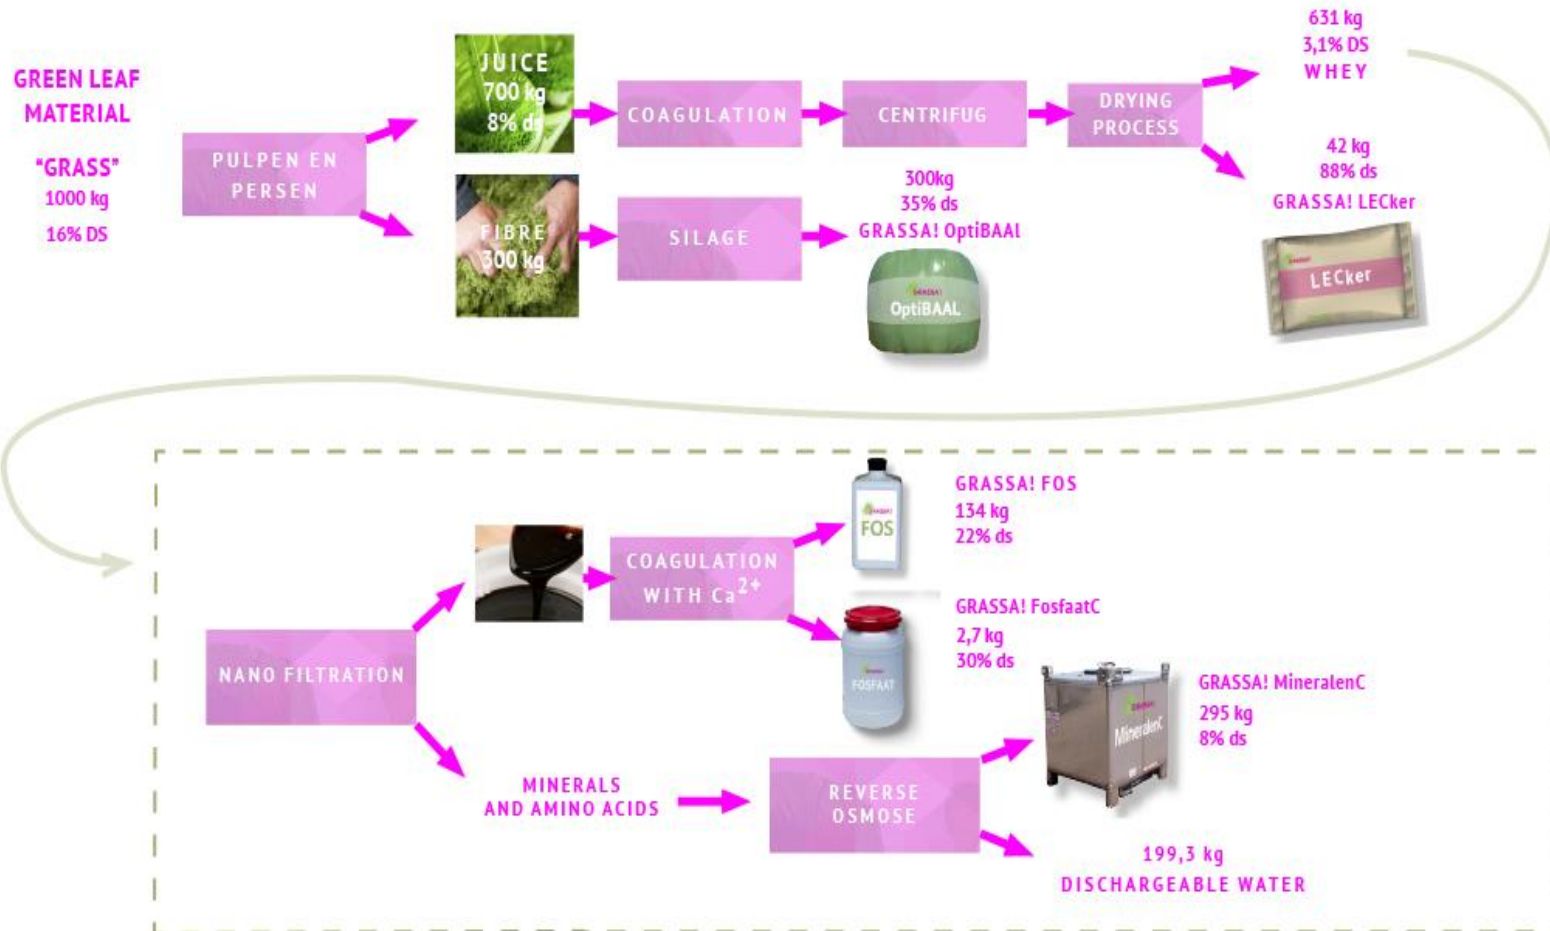 GREEN LEAF
MATERIAL
"GRASS"
1000 kg
16% DS
PULPEN EN
PERSEN
JUICE
700 kg
8% ds
FIBRE
300 kg
COAGULATION
CENTRIFUG
DRYING
PROCESS
SILAGE
300kg
35% ds
GRASSA! OptiBAAl
GRASSA!
OptiBAAL
631 kg
3,1% DS
WHEY
42 kg
88% ds
GRASSA! LECker
LECker
NANO FILTRATION
COAGULATION
WITH Ca2+
FOS
GRASSA! FOS
134 kg
22% ds
FOSFAAT
GRASSA! FosfaatC
2,7 kg
30% ds
MINERALS
AND AMINO ACIDS
REVERSE
OSMOSE
MineralenC
GRASSA! MineralenC
295 kg
8% ds
199,3 kg
DISCHARGEABLE WATER